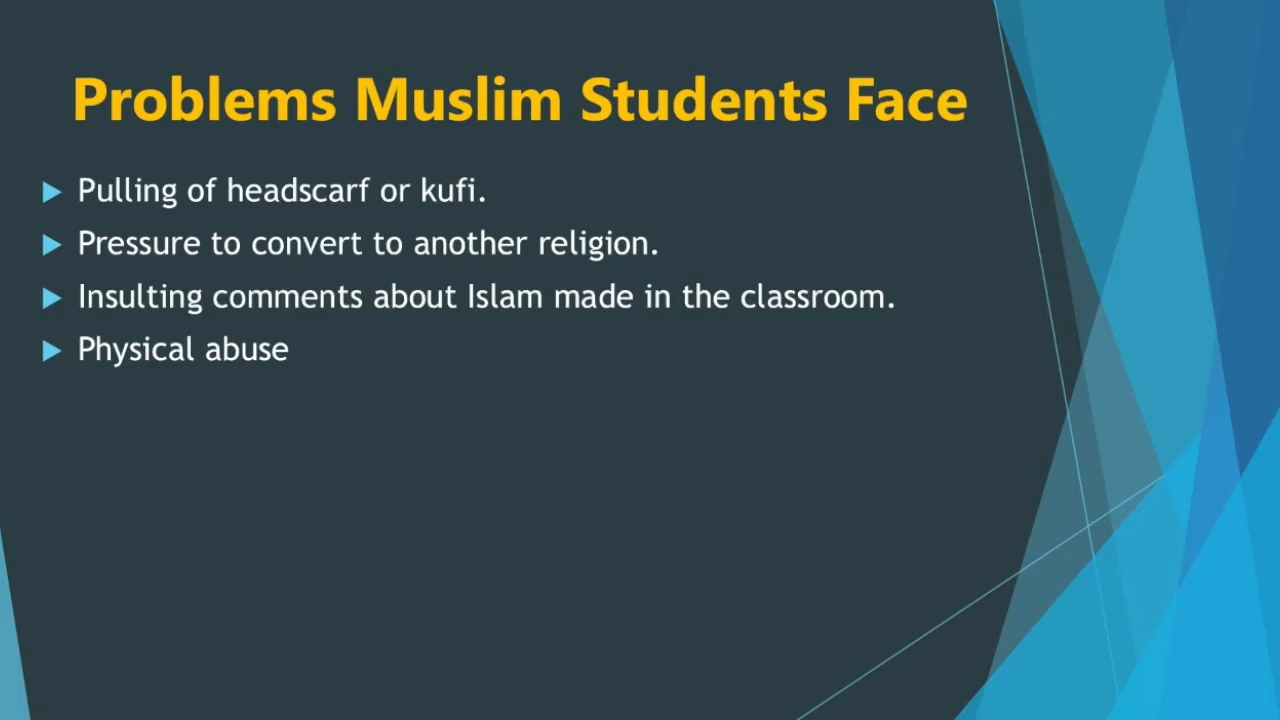 Problems Muslim Students Face
Pulling of headscarf or kufi.
Pressure to convert to another religion.
Insulting comments about Islam made in the classroom.
Physical abuse